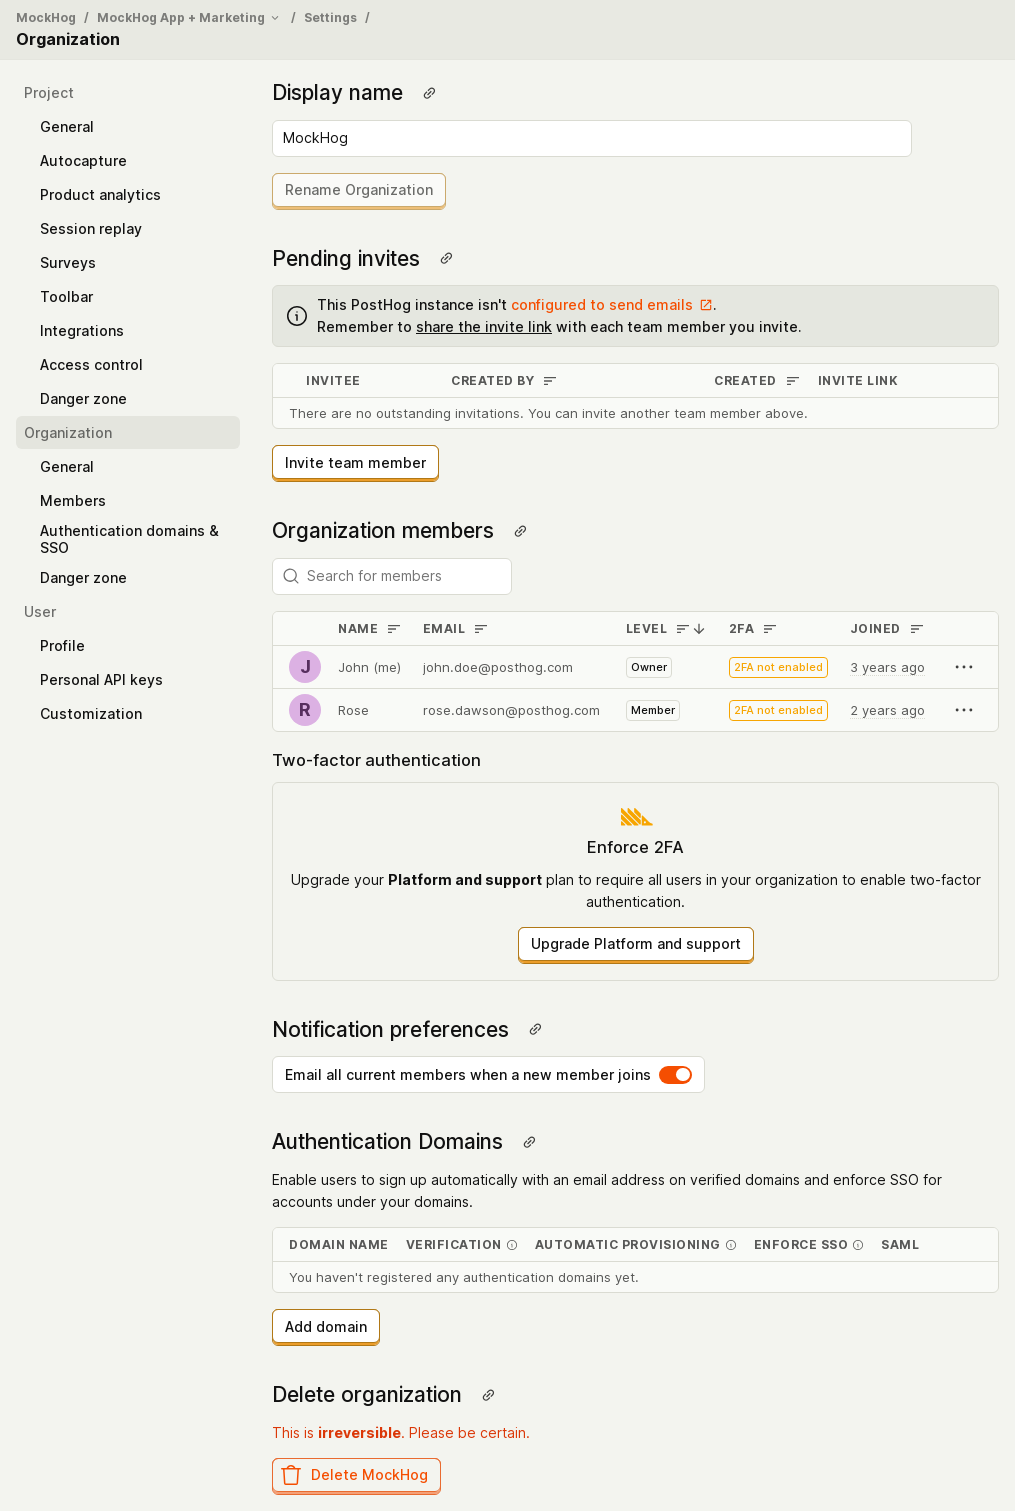 MockHog / MockHog App + Marketing / Settings /
Organization
Project
General
Autocapture
Product analytics
Session replay
Surveys
Toolbar
Integrations
Access control
Danger zone
Organization
General
Members
Authentication domains &
SSO
Danger zone
User
Profile
Personal API keys
Customization
Display name
MockHog
Rename Organization
Pending invites
This PostHog instance isn't configured to send emails .
Remember to share the invite link with each team member you invite.
INVITEE CREATED BY CREATED INVITE LINK
There are no outstanding invitations. You can invite another team member above.
Invite team member
Organization members
Search for members
NAME EMAIL LEVEL 2FA JOINED
J John (me) john.doe@posthog.com Owner 2FA not enabled 3 years ago
R Rose rose.dawson@posthog.com Member 2FA not enabled 2 years ago
Two-factor authentication
Enforce 2FA
Upgrade your Platform and support plan to require all users in your organization to enable two-factor
authentication.
Upgrade Platform and support
Notification preferences
Email all current members when a new member joins
Authentication Domains
Enable users to sign up automatically with an email address on verified domains and enforce SSO for
accounts under your domains.
DOMAIN NAME VERIFICATION AUTOMATIC PROVISIONING ENFORCE SSO SAML
You haven't registered any authentication domains yet.
Add domain
Delete organization
This is irreversible. Please be certain.
Delete MockHog